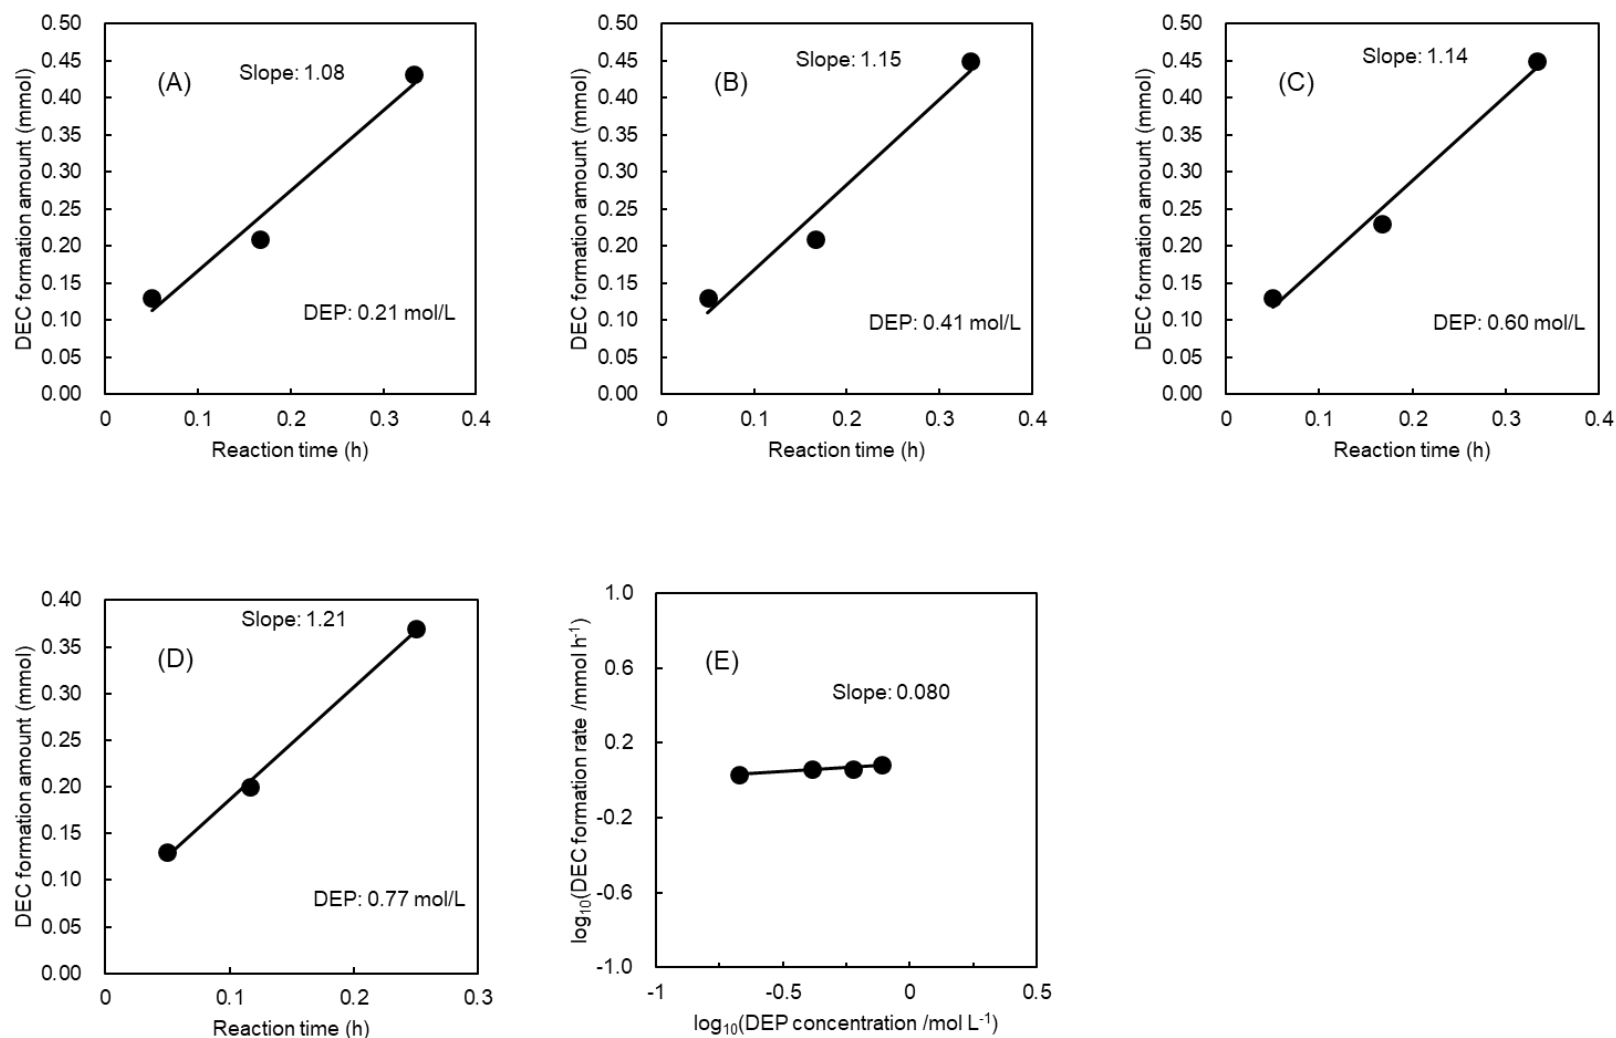 0.50
0.45
0.40
0.35
0.30
0.25
0.20
0.15
0.10
0.05
0.00
DEC formation amount (mmol)
(A)
Slope: 1.08
DEP: 0.21 mol/L
0 0.1 0.2 0.3 0.4
Reaction time (h)
0.50
0.45
0.40
0.35
0.30
0.25
0.20
0.15
0.10
0.05
0.00
DEC formation amount (mmol)
(B)
Slope: 1.15
DEP: 0.41 mol/L
0 0.1 0.2 0.3 0.4
Reaction time (h)
0.50
0.45
0.40
0.35
0.30
0.25
0.20
0.15
0.10
0.05
0.00
DEC formation amount (mmol)
(C)
Slope: 1.14
DEP: 0.60 mol/L
0 0.1 0.2 0.3 0.4
Reaction time (h)
0.40
0.35
0.30
0.25
0.20
0.15
0.10
0.05
0.00
DEC formation amount (mmol)
(D)
Slope: 1.21
DEP: 0.77 mol/L
0 0.1 0.2 0.3
Reaction time (h)
1.0
0.6
0.2
-0.2
-0.6
-1.0
log₁₀(DEC formation rate /mmol h⁻¹)
(E)
Slope: 0.080
-1 -0.5 0 0.5
log₁₀(DEP concentration /mol L⁻¹)